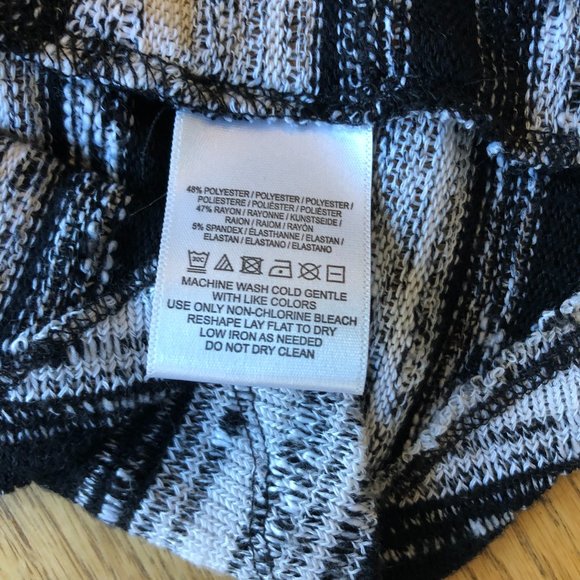 48% POLYESTER / POLYESTER /
POLIESTERE / POLIÉSTER / POLIÉSTER
47% RAYON / RAYONNE / KUNSTSEIDE /
RAION / RAIOM / RAYÓN
5% SPANDEX / ÉLASTHANNE / ELASTAN /
ELASTAN / ELASTANO / ELASTANO
MACHINE WASH COLD GENTLE
WITH LIKE COLORS
USE ONLY NON-CHLORINE BLEACH
RESHAPE LAY FLAT TO DRY
LOW IRON AS NEEDED
DO NOT DRY CLEAN